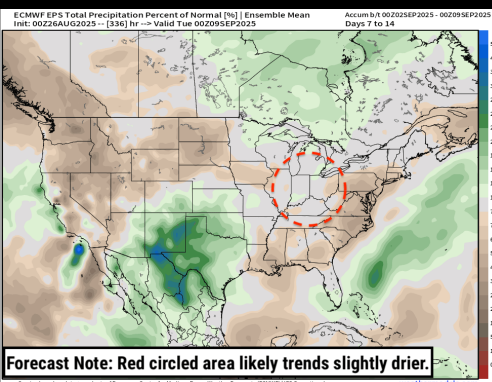 ECMWF EPS Total Precipitation Percent of Normal [%] | Ensemble Mean
Accum b/t 00Z02SEP2025 - 00Z09SEP2025
Init: 00Z26AUG2025 -- [336] hr --> Valid Tue 00Z09SEP2025
Days 7 to 14
Forecast Note: Red circled area likely trends slightly drier.